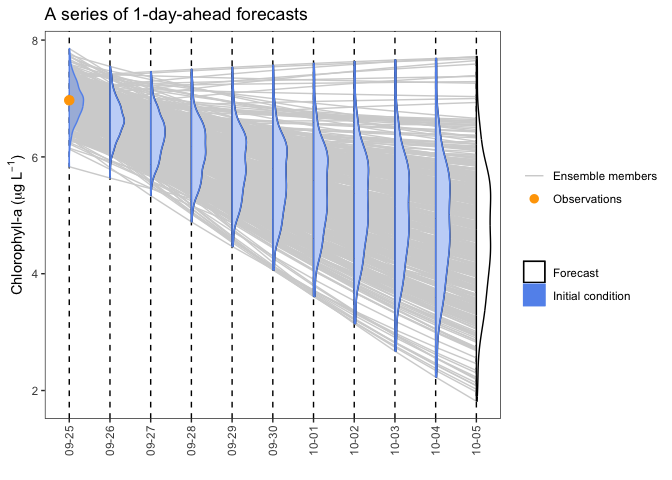 A series of 1-day-ahead forecasts
Chlorophyll-a (μg L⁻¹)
8
6
4
2
09-25
09-26
09-27
09-28
09-29
09-30
10-01
10-02
10-03
10-04
10-05
Ensemble members
Observations
Forecast
Initial condition